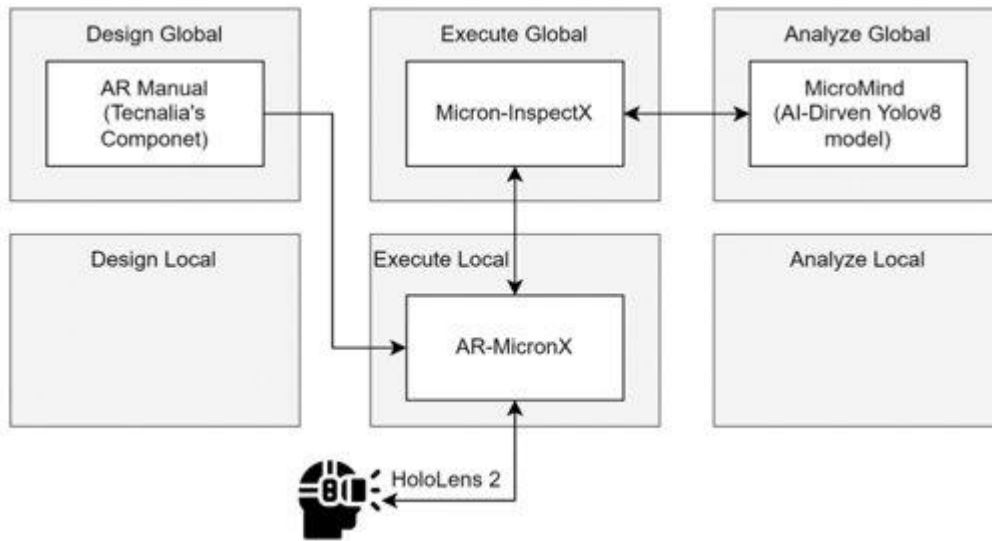 Design Global
AR Manual
(Tecnalia's
Componet)
Execute Global
Micron-InspectX
Analyze Global
MicroMind
(AI-Dirven Yolov8
model)
Design Local
Execute Local
AR-MicronX
Analyze Local
HoloLens 2